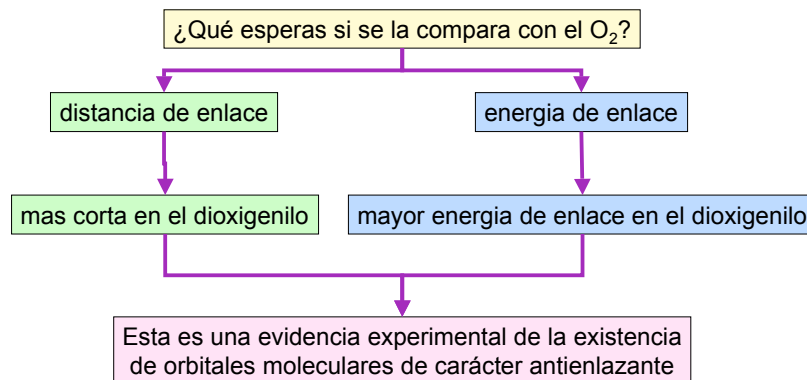 ¿Qué esperas si se la compara con el O₂?
distancia de enlace
energia de enlace
mas corta en el dioxigenilo
mayor energia de enlace en el dioxigenilo
Esta es una evidencia experimental de la existencia
de orbitales moleculares de carácter antienlazante